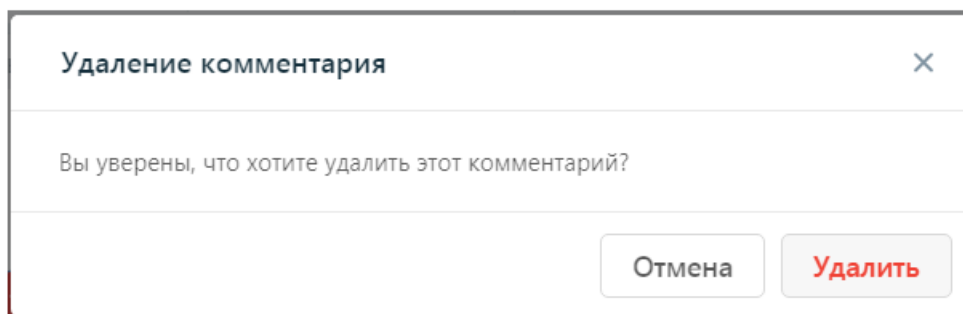 Удаление комментария
Вы уверены, что хотите удалить этот комментарий?
Отмена Удалить